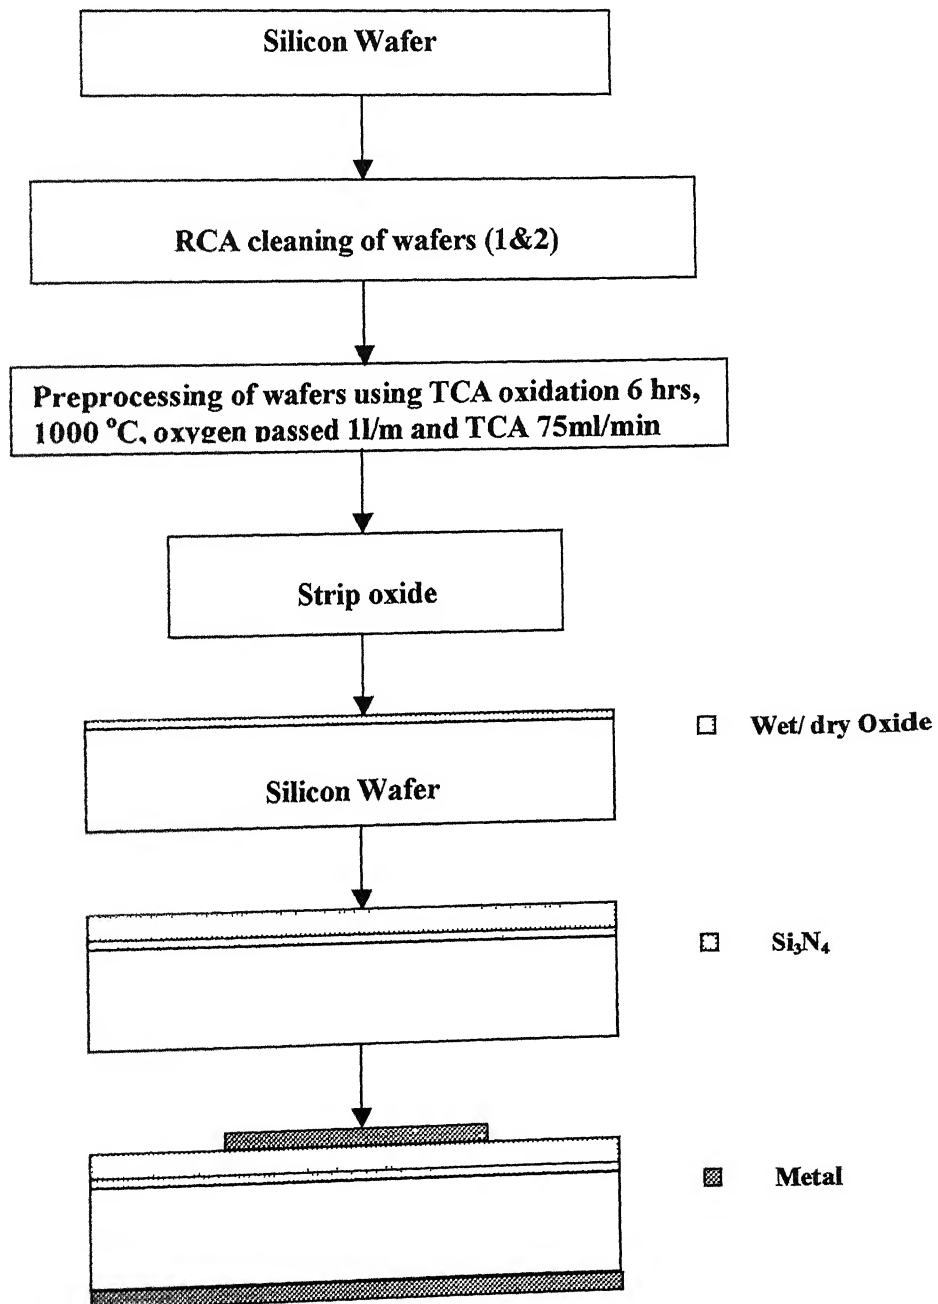 Silicon Wafer
RCA cleaning of wafers (1&2)
Preprocessing of wafers using TCA oxidation 6 hrs,
1000 °C, oxygen passed 1l/m and TCA 75ml/min
Strip oxide
Wet/ dry Oxide
Silicon Wafer
Si₃N₄
Metal